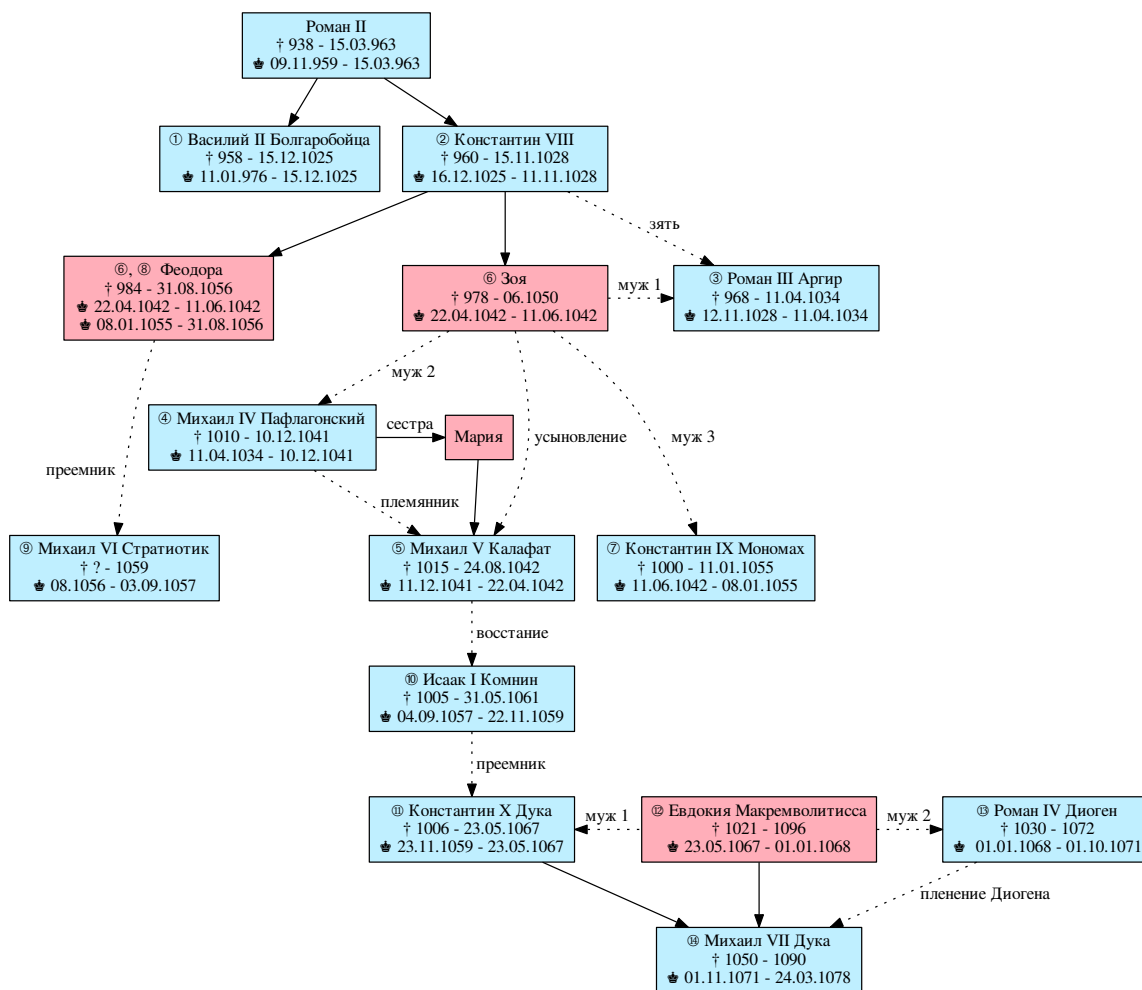 Роман II
† 938 - 15.03.963
♚ 09.11.959 - 15.03.963
① Василий II Болгаробойца
† 958 - 15.12.1025
♚ 11.01.976 - 15.12.1025
② Константин VIII
† 960 - 15.11.1028
♚ 16.12.1025 - 11.11.1028
зять
⑥, ⑧ Феодора
† 984 - 31.08.1056
♚ 22.04.1042 - 11.06.1042
♚ 08.01.1055 - 31.08.1056
⑥ Зоя
† 978 - 06.1050
♚ 22.04.1042 - 11.06.1042
муж 1
③ Роман III Аргир
† 968 - 11.04.1034
♚ 12.11.1028 - 11.04.1034
муж 2
④ Михаил IV Пафлагонский
† 1010 - 10.12.1041
♚ 11.04.1034 - 10.12.1041
сестра
Мария
усыновление
муж 3
преемник
племянник
⑨ Михаил VI Стратиотик
† ? - 1059
♚ 08.1056 - 03.09.1057
⑤ Михаил V Калафат
† 1015 - 24.08.1042
♚ 11.12.1041 - 22.04.1042
⑦ Константин IX Мономах
† 1000 - 11.01.1055
♚ 11.06.1042 - 08.01.1055
восстание
⑩ Исаак I Комнин
† 1005 - 31.05.1061
♚ 04.09.1057 - 22.11.1059
преемник
⑪ Константин X Дука
† 1006 - 23.05.1067
♚ 23.11.1059 - 23.05.1067
муж 1
⑫ Евдокия Макремволитисса
† 1021 - 1096
♚ 23.05.1067 - 01.01.1068
муж 2
⑬ Роман IV Диоген
† 1030 - 1072
♚ 01.01.1068 - 01.10.1071
пленение Диогена
⑭ Михаил VII Дука
† 1050 - 1090
♚ 01.11.1071 - 24.03.1078